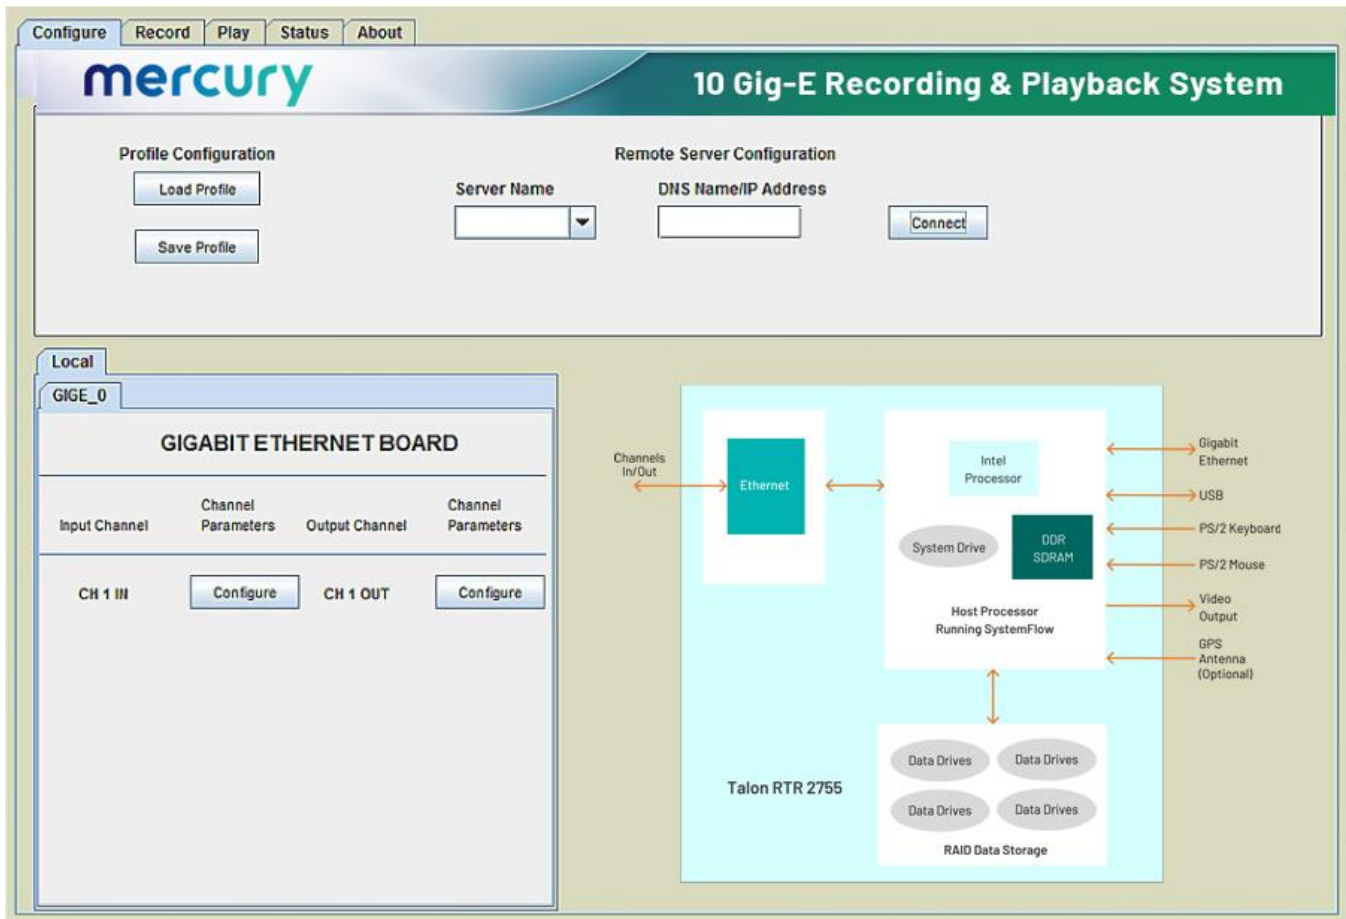 Configure Record Play Status About
mercury
10 Gig-E Recording & Playback System
Profile Configuration
Load Profile
Save Profile
Remote Server Configuration
Server Name
DNS Name/IP Address
Connect
Local
GIGE_0
GIGABIT ETHERNET BOARD
Input Channel
Channel
Parameters
Output Channel
Channel
Parameters
CH 1 IN
Configure
CH 1 OUT
Configure
Channels
In/Out
Ethernet
Intel
Processor
System Drive
DDR
SDRAM
Host Processor
Running SystemFlow
Gigabit
Ethernet
USB
PS/2 Keyboard
PS/2 Mouse
Video
Output
GPS
Antenna
(Optional)
Talon RTR 2755
Data Drives
Data Drives
Data Drives
Data Drives
RAID Data Storage